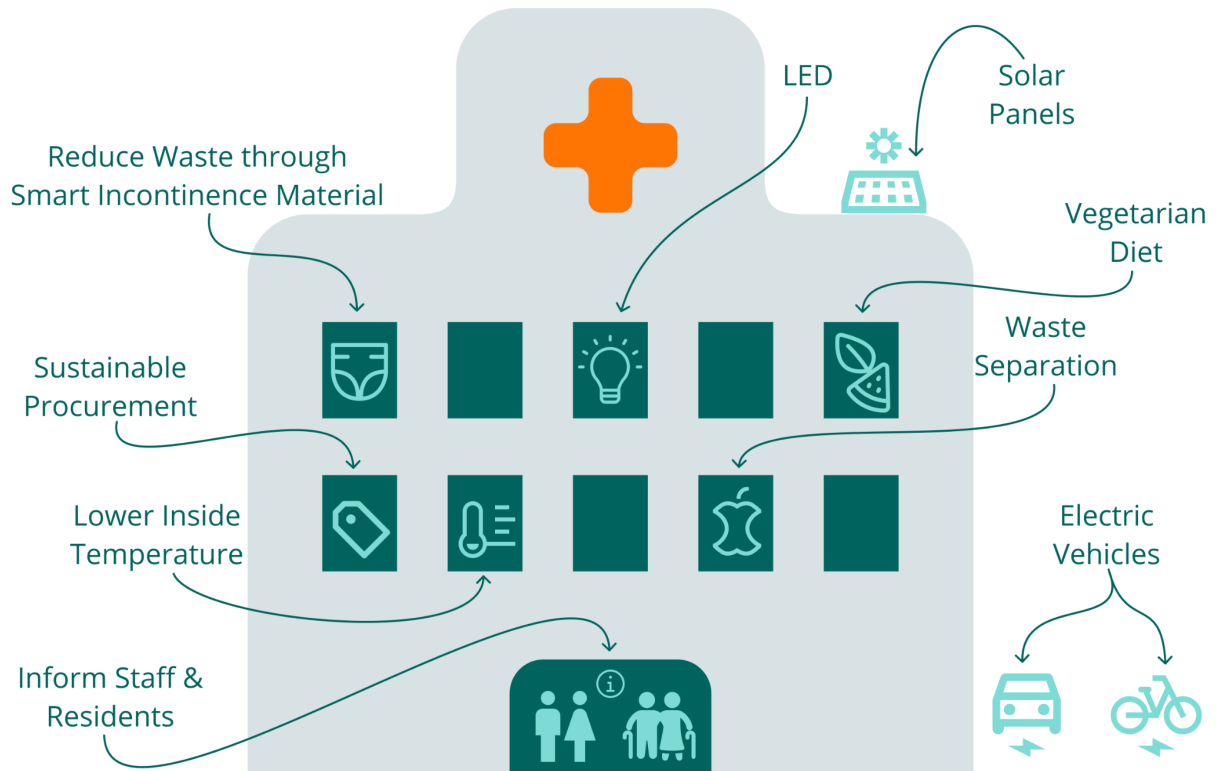 LED
Solar
Panels
Reduce Waste through
Smart Incontinence Material
Vegetarian
Diet
Waste
Separation
Sustainable
Procurement
Lower Inside
Temperature
Electric
Vehicles
Inform Staff &
Residents
i